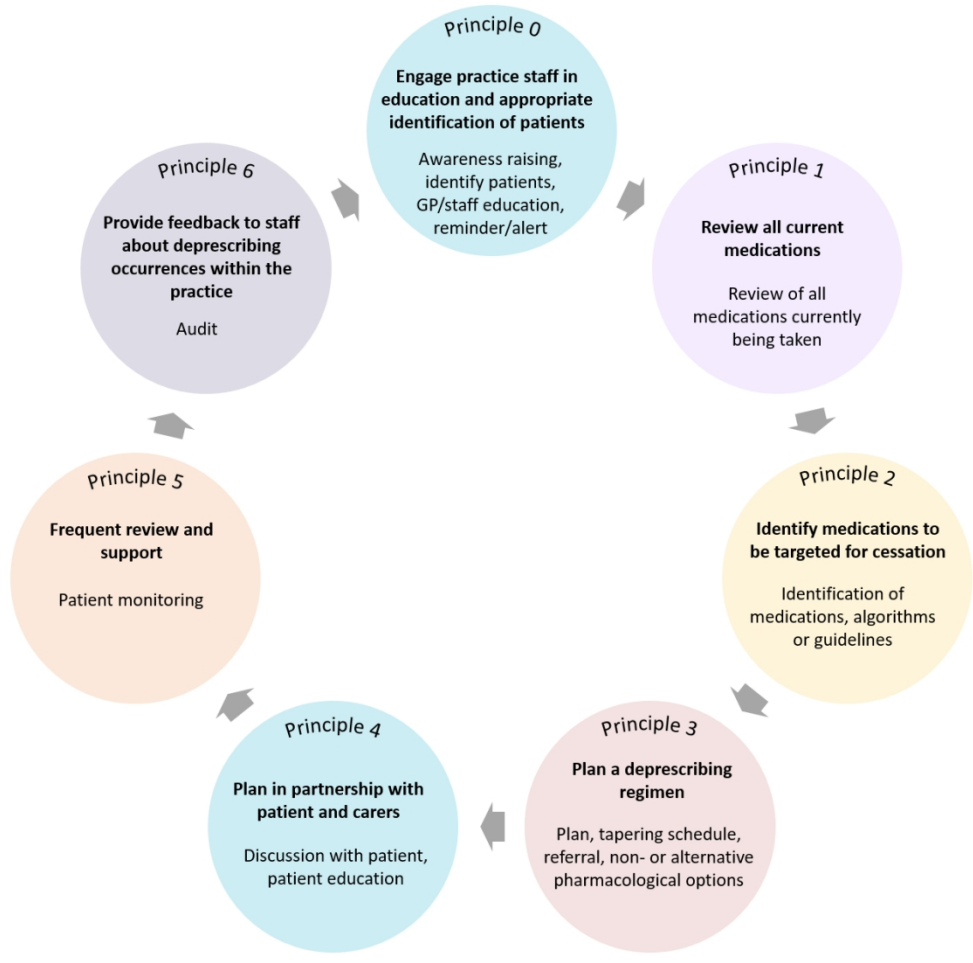 Principle 0
Engage practice staff in
education and appropriate
identification of patients
Awareness raising,
identify patients,
GP/staff education,
reminder/alert
Principle 1
Review all current
medications
Review of all
medications currently
being taken
Principle 2
Identify medications to
be targeted for cessation
Identification of
medications, algorithms
or guidelines
Principle 3
Plan a deprescribing
regimen
Plan, tapering schedule,
referral, non- or alternative
pharmacological options
Principle 4
Plan in partnership with
patient and carers
Discussion with patient,
patient education
Principle 5
Frequent review and
support
Patient monitoring
Principle 6
Provide feedback to staff
about deprescribing
occurrences within the
practice
Audit